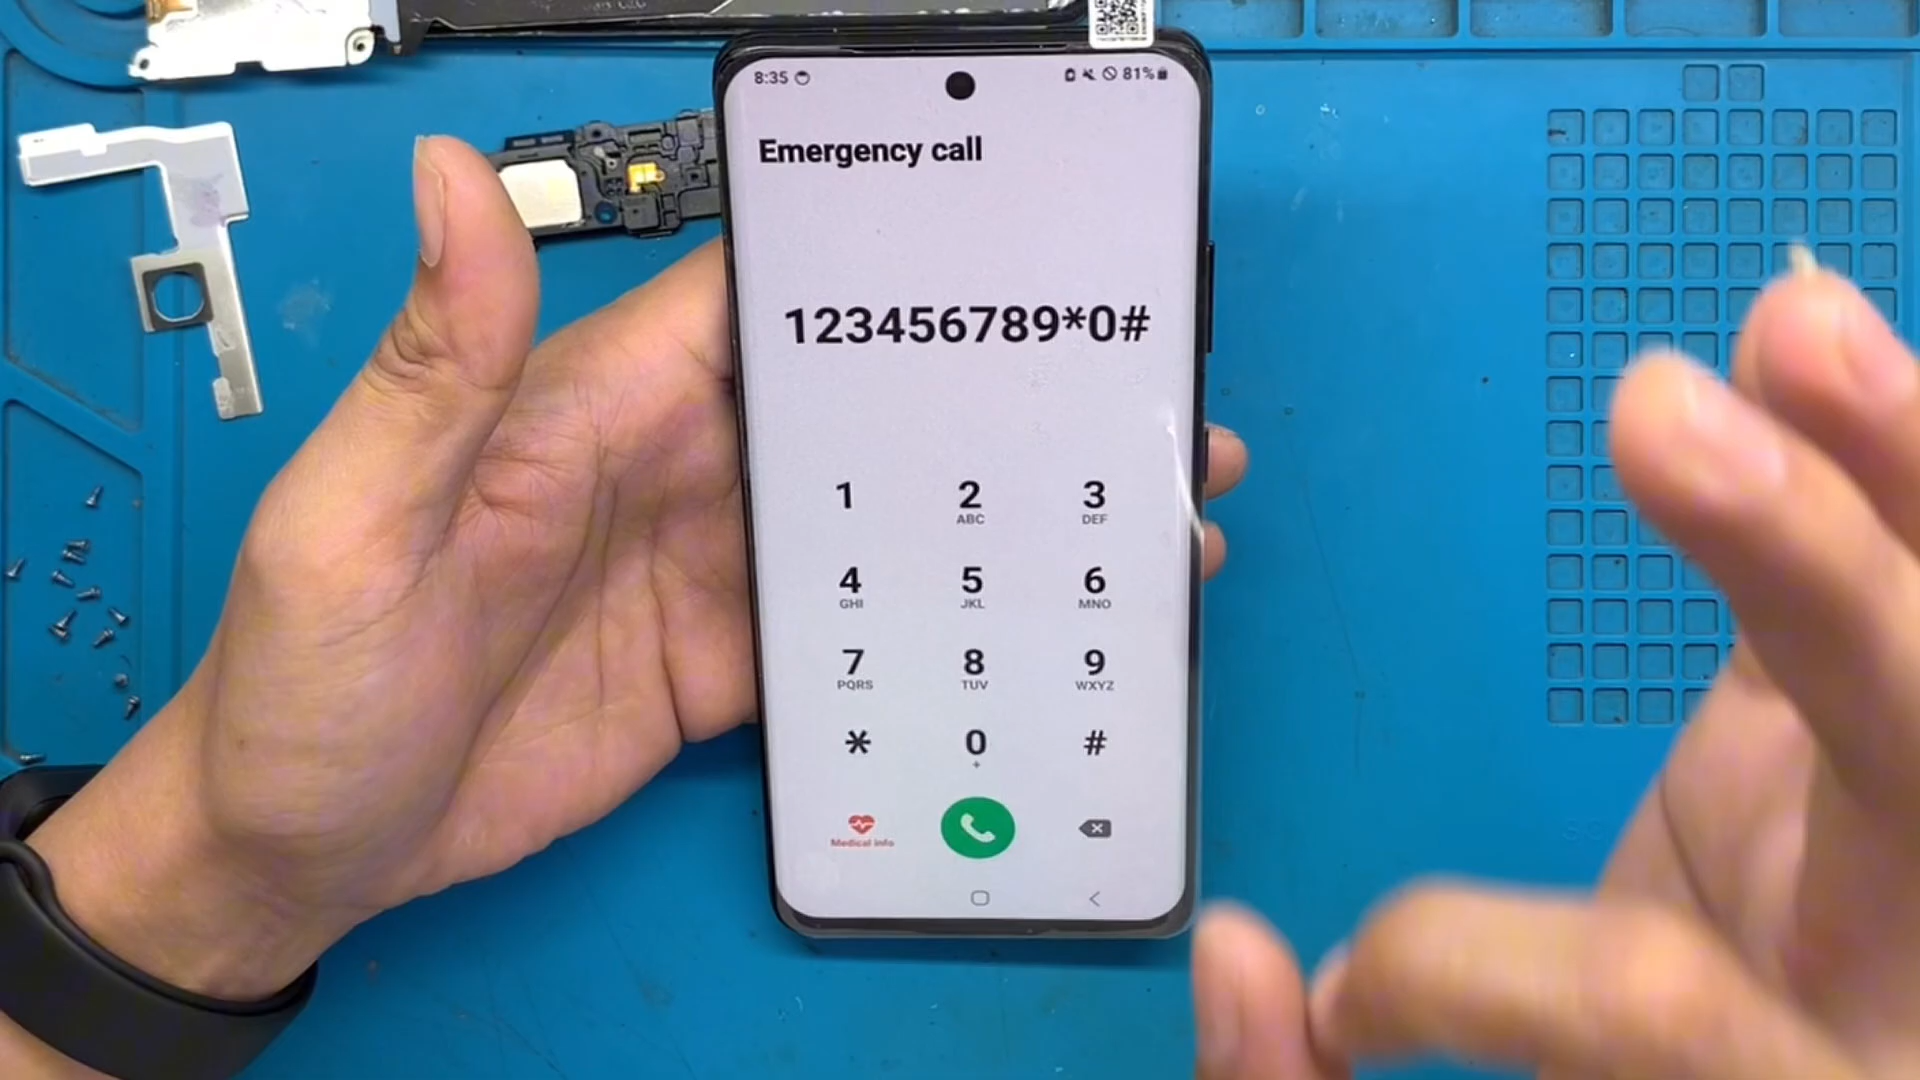 8:35 81%
Emergency call
123456789*0#
1 2 3
ABC DEF
4 5 6
GHI JKL MNO
7 8 9
PQRS TUV WXYZ
* 0 #
+
Medical info